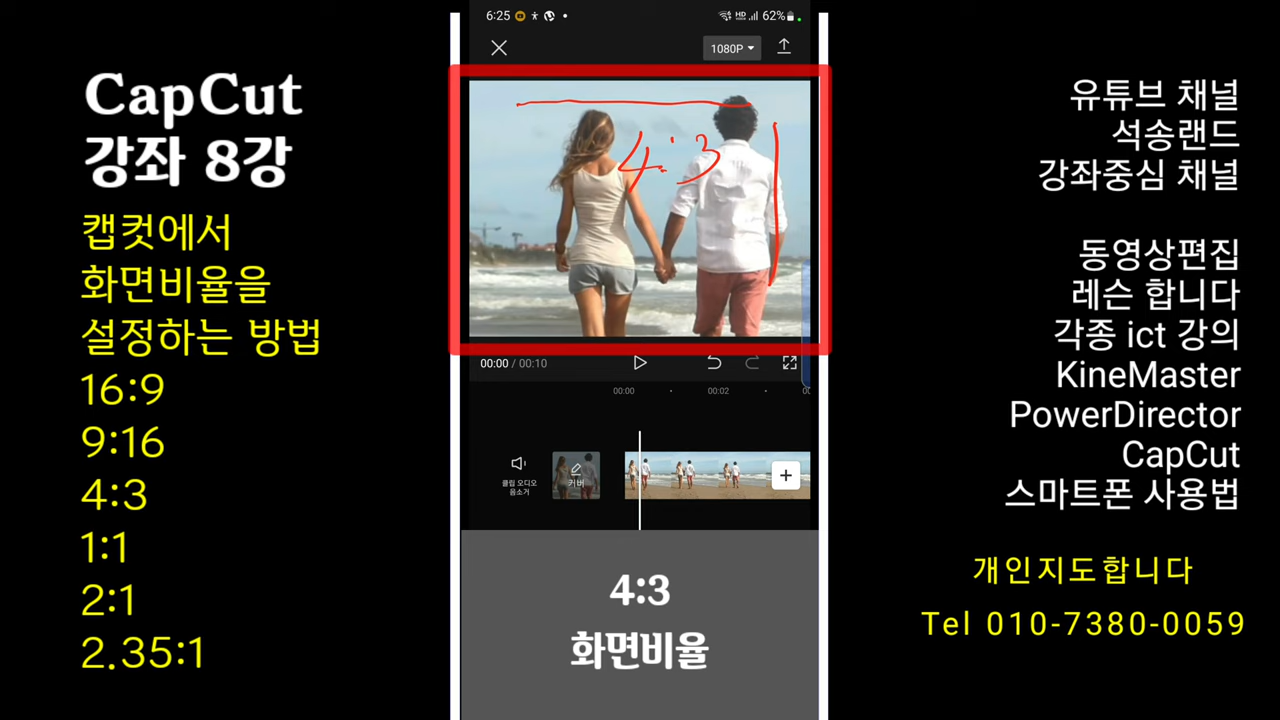 CapCut
강좌 8강
캡컷에서
화면비율을
설정하는 방법
16:9
9:16
4:3
1:1
2:1
2.35:1
6:25
HD
62%
1080P
4:3
00:00 / 00:10
00:00
00:02
클립 오디오
음소거
커버
4:3
화면비율
유튜브 채널
석송랜드
강좌중심 채널
동영상편집
레슨 합니다
각종 ict 강의
KineMaster
PowerDirector
CapCut
스마트폰 사용법
개인지도합니다
Tel 010-7380-0059